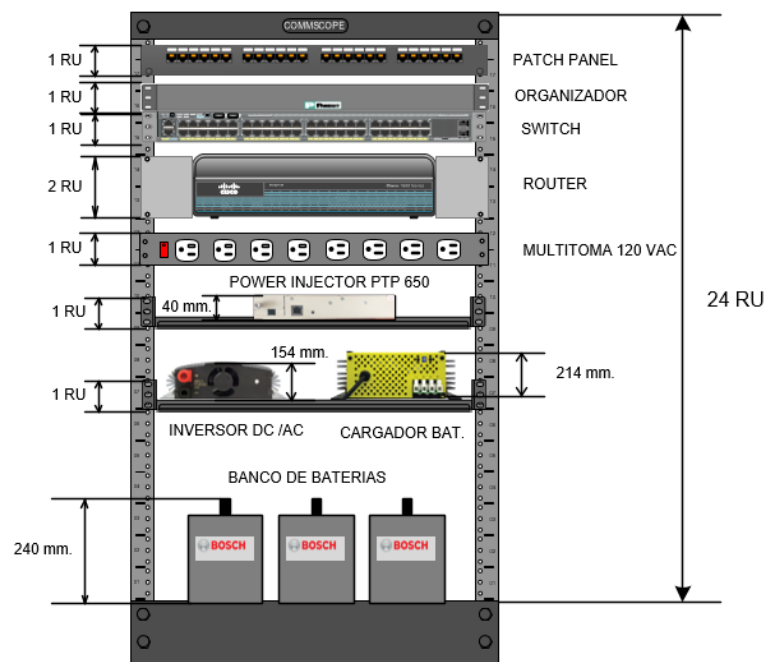 COMMSCOPE
1 RU
PATCH PANEL
1 RU
ORGANIZADOR
1 RU
SWITCH
2 RU
CISCO
ROUTER
1 RU
MULTITOMA 120 VAC
POWER INJECTOR PTP 650
24 RU
1 RU
40 mm.
154 mm.
214 mm.
1 RU
INVERSOR DC /AC
CARGADOR BAT.
BANCO DE BATERIAS
240 mm.
BOSCH
BOSCH
BOSCH